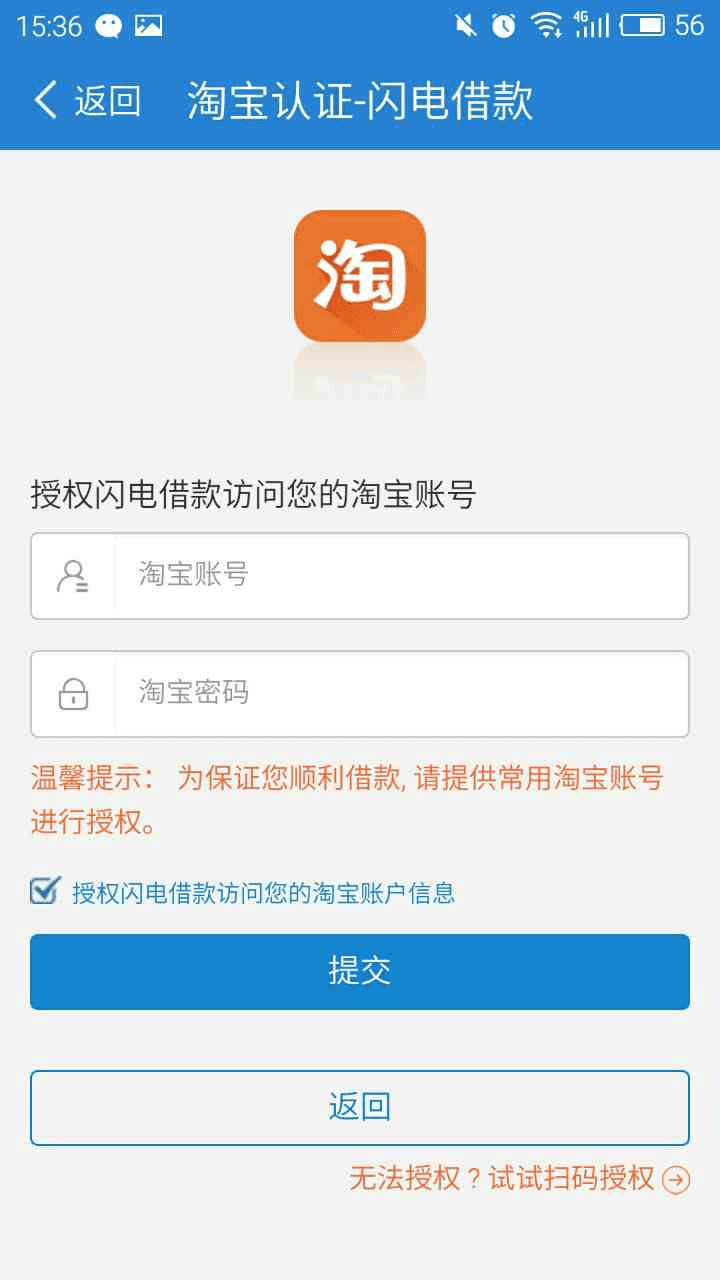 15:36 4G 56
返回 淘宝认证-闪电借款
淘
授权闪电借款访问您的淘宝账号
淘宝账号
淘宝密码
温馨提示： 为保证您顺利借款, 请提供常用淘宝账号
进行授权。
授权闪电借款访问您的淘宝账户信息
提交
返回
无法授权？试试扫码授权